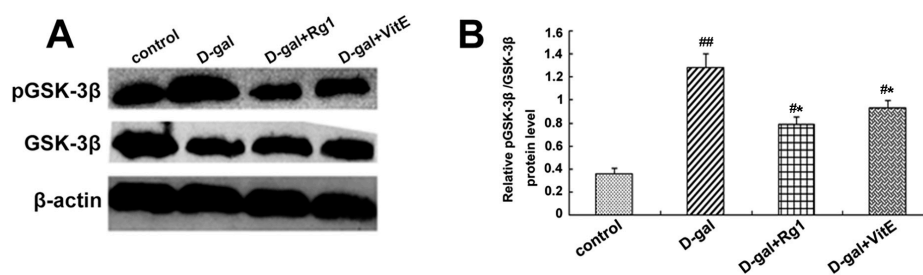 A
control
D-gal
D-gal+Rg1
D-gal+VitE
pGSK-3β
GSK-3β
β-actin
B
Relative pGSK-3β /GSK-3β
protein level
1.6
1.4
1.2
1
0.8
0.6
0.4
0.2
0
##
#*
#*
control
D-gal
D-gal+Rg1
D-gal+VitE